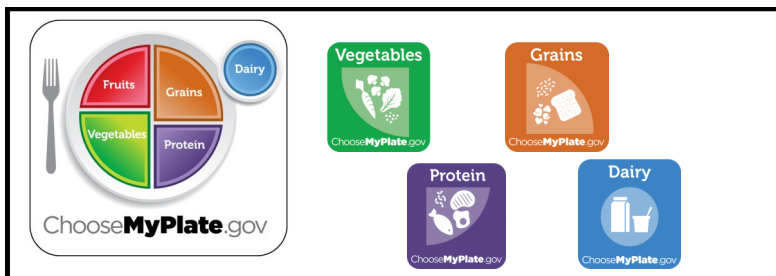 Fruits
Grains
Dairy
Vegetables
Protein
ChooseMyPlate.gov
Vegetables
ChooseMyPlate.gov
Grains
ChooseMyPlate.gov
Protein
ChooseMyPlate.gov
Dairy
ChooseMyPlate.gov